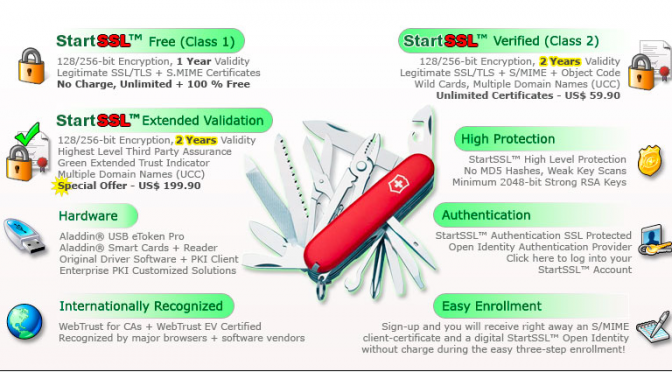 StartSSL™ Free (Class 1)
128/256-bit Encryption, 1 Year Validity
Legitimate SSL/TLS + S.MIME Certificates
No Charge, Unlimited + 100 % Free
StartSSL™ Verified (Class 2)
128/256-bit Encryption, 2 Years Validity
Legitimate SSL/TLS + S/MIME + Object Code
Wild Cards, Multiple Domain Names (UCC)
Unlimited Certificates - US$ 59.90
StartSSL™ Extended Validation
128/256-bit Encryption, 2 Years Validity
Highest Level Third Party Assurance
Green Extended Trust Indicator
Multiple Domain Names (UCC)
Special Offer - US$ 199.90
High Protection
StartSSL™ High Level Protection
No MD5 Hashes, Weak Key Scans
Minimum 2048-bit Strong RSA Keys
Hardware
Aladdin® USB eToken Pro
Aladdin® Smart Cards + Reader
Original Driver Software + PKI Client
Enterprise PKI Customized Solutions
Authentication
StartSSL™ Authentication SSL Protected
Open Identity Authentication Provider
Click here to log into your
StartSSL™ Account
Internationally Recognized
WebTrust for CAs + WebTrust EV Certified
Recognized by major browsers + software vendors
Easy Enrollment
Sign-up and you will receive right away an S/MIME
client-certificate and a digital StartSSL™ Open Identity
without charge during the easy three-step enrollment!